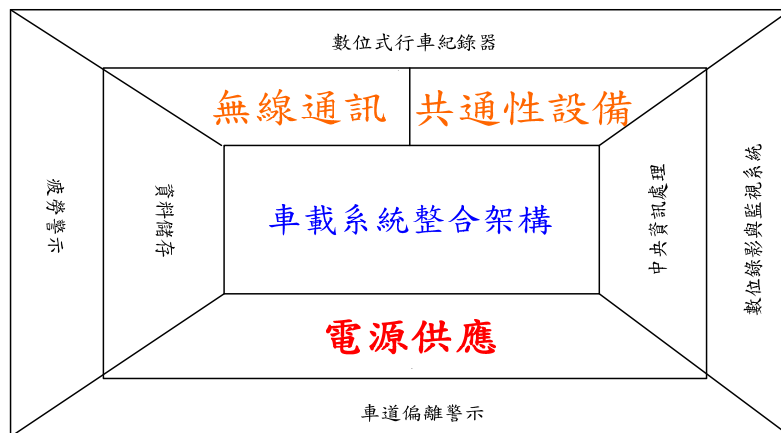 數位式行車紀錄器
無線通訊
共通性設備
疲勞警示
資料儲存
車載系統整合架構
中央資訊處理
數位錄影與監視系統
電源供應
車道偏離警示